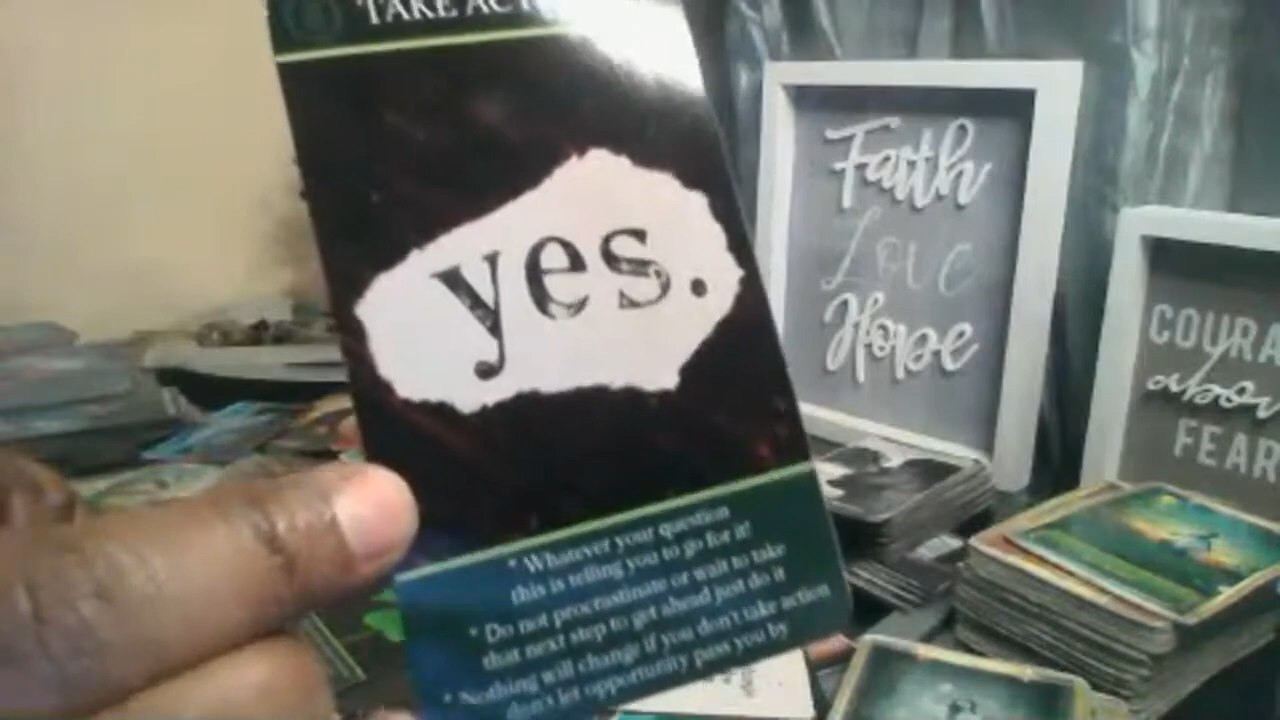 TAKE ACT
yes.
* Whatever your question
this is telling you to go for it!
* Do not procrastinate or wait to take
that next step to get ahead just do it
* Nothing will change if you don't take action
don't let opportunity pass you by
Faith
Love
Hope
COURA
abov
FEAR